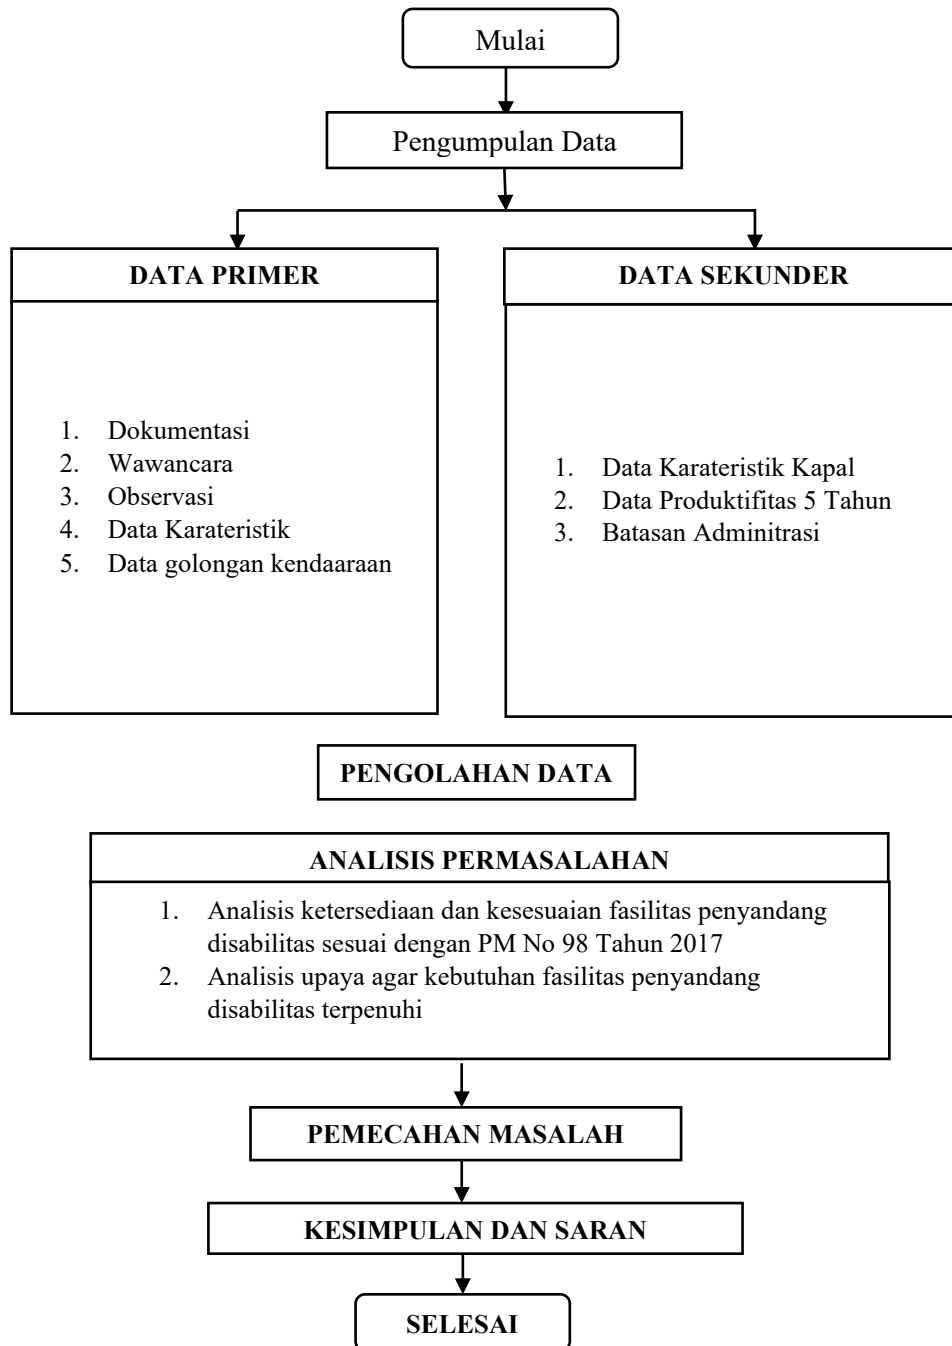 Mulai
Pengumpulan Data
DATA PRIMER
1. Dokumentasi
2. Wawancara
3. Observasi
4. Data Karateristik
5. Data golongan kendaaraan
DATA SEKUNDER
1. Data Karateristik Kapal
2. Data Produktifitas 5 Tahun
3. Batasan Adminitrasi
PENGOLAHAN DATA
ANALISIS PERMASALAHAN
1. Analisis ketersediaan dan kesesuaian fasilitas penyandang
disabilitas sesuai dengan PM No 98 Tahun 2017
2. Analisis upaya agar kebutuhan fasilitas penyandang
disabilitas terpenuhi
PEMECAHAN MASALAH
KESIMPULAN DAN SARAN
SELESAI